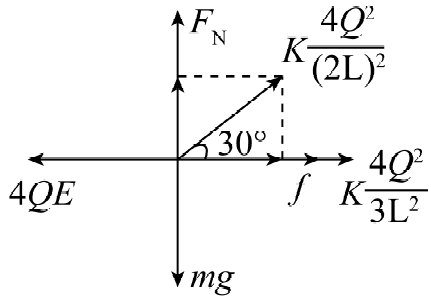 F_N
K 4Q²/(2L)²
30°
4QE
f
K 4Q²/3L²
mg